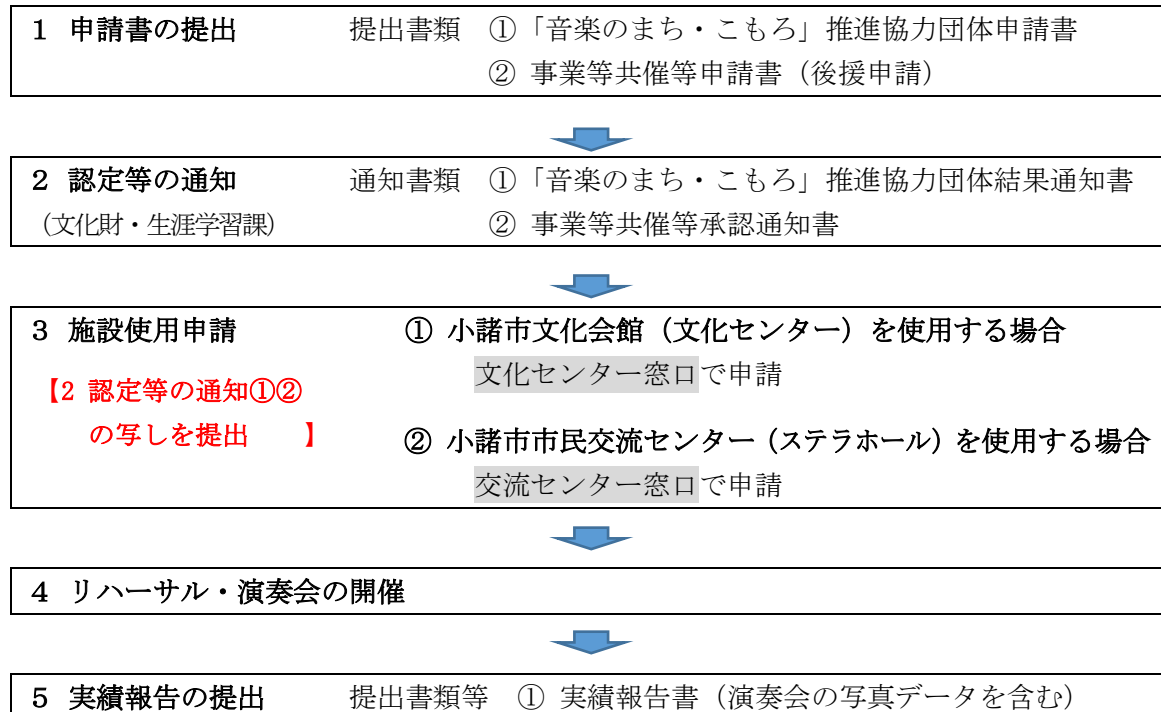 1 申請書の提出 提出書類 ①「音楽のまち・こもろ」推進協力団体申請書
② 事業等共催等申請書（後援申請）
2 認定等の通知 通知書類 ①「音楽のまち・こもろ」推進協力団体結果通知書
（文化財・生涯学習課） ② 事業等共催等承認通知書
3 施設使用申請 ① 小諸市文化会館（文化センター）を使用する場合
文化センター窓口で申請
【2 認定等の通知①②
の写しを提出 】
② 小諸市市民交流センター（ステラホール）を使用する場合
交流センター窓口で申請
4 リハーサル・演奏会の開催
5 実績報告の提出 提出書類等 ① 実績報告書（演奏会の写真データを含む）